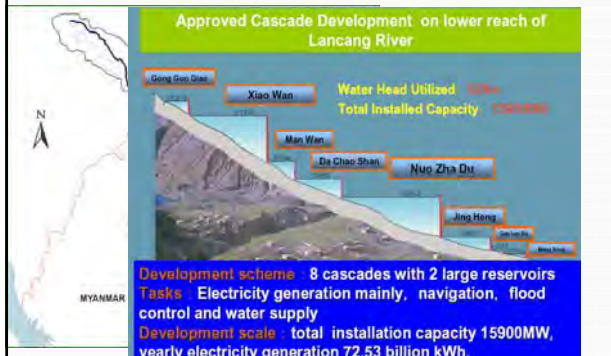 Approved Cascade Development on lower reach of
Lancang River
Gong Guo Qiao
Xiao Wan
Water Head Utilized
Total Installed Capacity
N
Man Wan
Da Chao Shan
Nuo Zha Du
Jing Hong
MYANMAR
Development scheme : 8 cascades with 2 large reservoirs
Tasks : Electricity generation mainly, navigation, flood
control and water supply
Development scale : total installation capacity 15900MW,
yearly electricity generation 72.53 billion kWh.